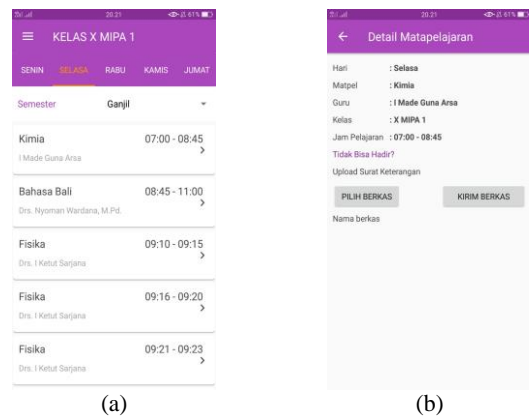 20.21
61%
KELAS X MIPA 1
SENIN SELASA RABU KAMIS JUMAT
Semester Ganjil
Kimia 07:00 - 08:45
I Made Guna Arsa
Bahasa Bali 08:45 - 11:00
Drs. Nyoman Wardana, M.Pd.
Fisika 09:10 - 09:15
Drs. I Ketut Sarjana
Fisika 09:16 - 09:20
Drs. I Ketut Sarjana
Fisika 09:21 - 09:23
Drs. I Ketut Sarjana
(a)
20.21
61%
Detail Matapelajaran
Hari : Selasa
Matpel : Kimia
Guru : I Made Guna Arsa
Kelas : X MIPA 1
Jam Pelajaran : 07:00 - 08:45
Tidak Bisa Hadir?
Upload Surat Keterangan
PILIH BERKAS KIRIM BERKAS
Nama berkas
(b)